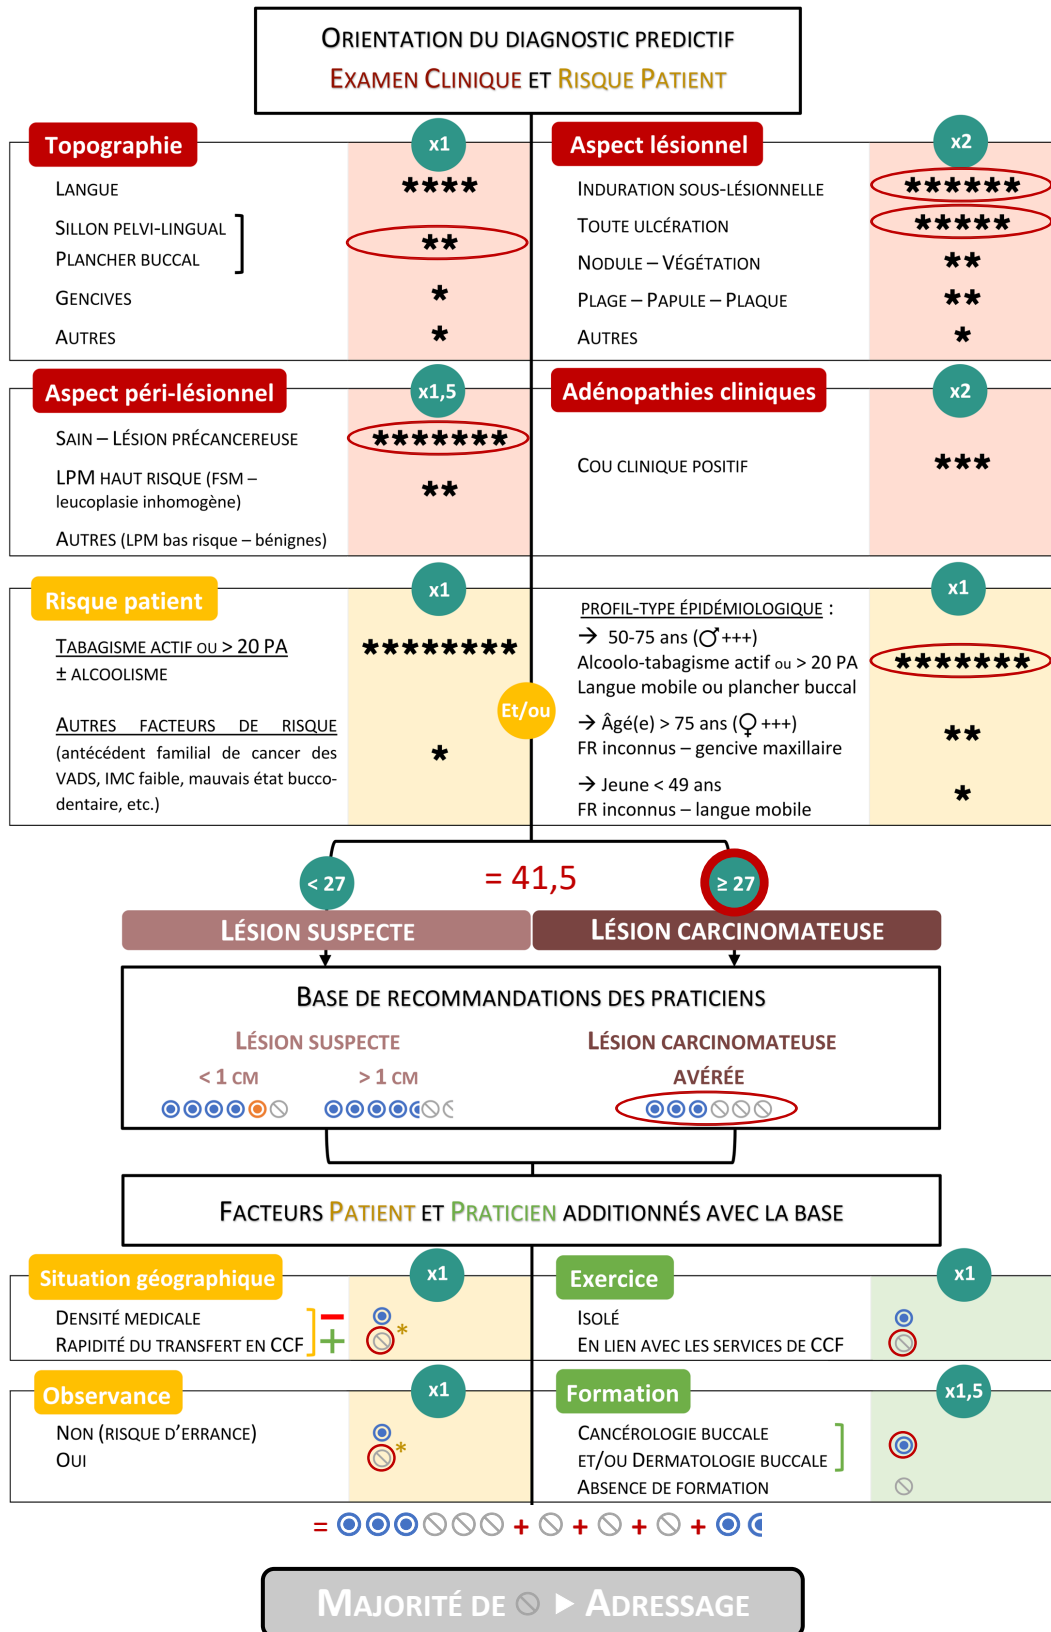 ORIENTATION DU DIAGNOSTIC PREDICTIF
EXAMEN CLINIQUE ET RISQUE PATIENT
Topographie
x1
LANGUE
****
SILLON PELVI-LINGUAL
PLANCHER BUCCAL
**
GENCIVES
*
AUTRES
*
Aspect lésionnel
x2
INDURATION SOUS-LÉSIONNELLE
******
TOUTE ULCÉRATION
*****
NODULE – VÉGÉTATION
**
PLAGE – PAPULE – PLAQUE
**
AUTRES
*
Aspect péri-lésionnel
x1,5
SAIN – LÉSION PRÉCANCEREUSE
*******
LPM HAUT RISQUE (FSM –
leucoplasie inhomogène)
**
AUTRES (LPM bas risque – bénignes)
Adénopathies cliniques
x2
COU CLINIQUE POSITIF
***
Risque patient
x1
TABAGISME ACTIF OU > 20 PA
± ALCOOLISME
********
AUTRES FACTEURS DE RISQUE
(antécédent familial de cancer des
VADS, IMC faible, mauvais état bucco-
dentaire, etc.)
*
Et/ou
x1
PROFIL-TYPE ÉPIDÉMIOLOGIQUE :
→ 50-75 ans (♂+++)
Alcoolo-tabagisme actif ou > 20 PA
Langue mobile ou plancher buccal
*******
→ Âgé(e) > 75 ans (♀+++)
FR inconnus – gencive maxillaire
**
→ Jeune < 49 ans
FR inconnus – langue mobile
*
< 27
= 41,5
≥ 27
LÉSION SUSPECTE
LÉSION CARCINOMATEUSE
BASE DE RECOMMANDATIONS DES PRATICIENS
LÉSION SUSPECTE
< 1 CM
> 1 CM
LÉSION CARCINOMATEUSE
AVÉRÉE
FACTEURS PATIENT ET PRATICIEN ADDITIONNÉS AVEC LA BASE
Situation géographique
x1
DENSITÉ MEDICALE
RAPIDITÉ DU TRANSFERT EN CCF
− +
*
Exercice
x1
ISOLÉ
EN LIEN AVEC LES SERVICES DE CCF
Observance
x1
NON (RISQUE D'ERRANCE)
OUI
*
Formation
x1,5
CANCÉROLOGIE BUCCALE
ET/OU DERMATOLOGIE BUCCALE
ABSENCE DE FORMATION
= + + + +
MAJORITÉ DE ► ADRESSAGE